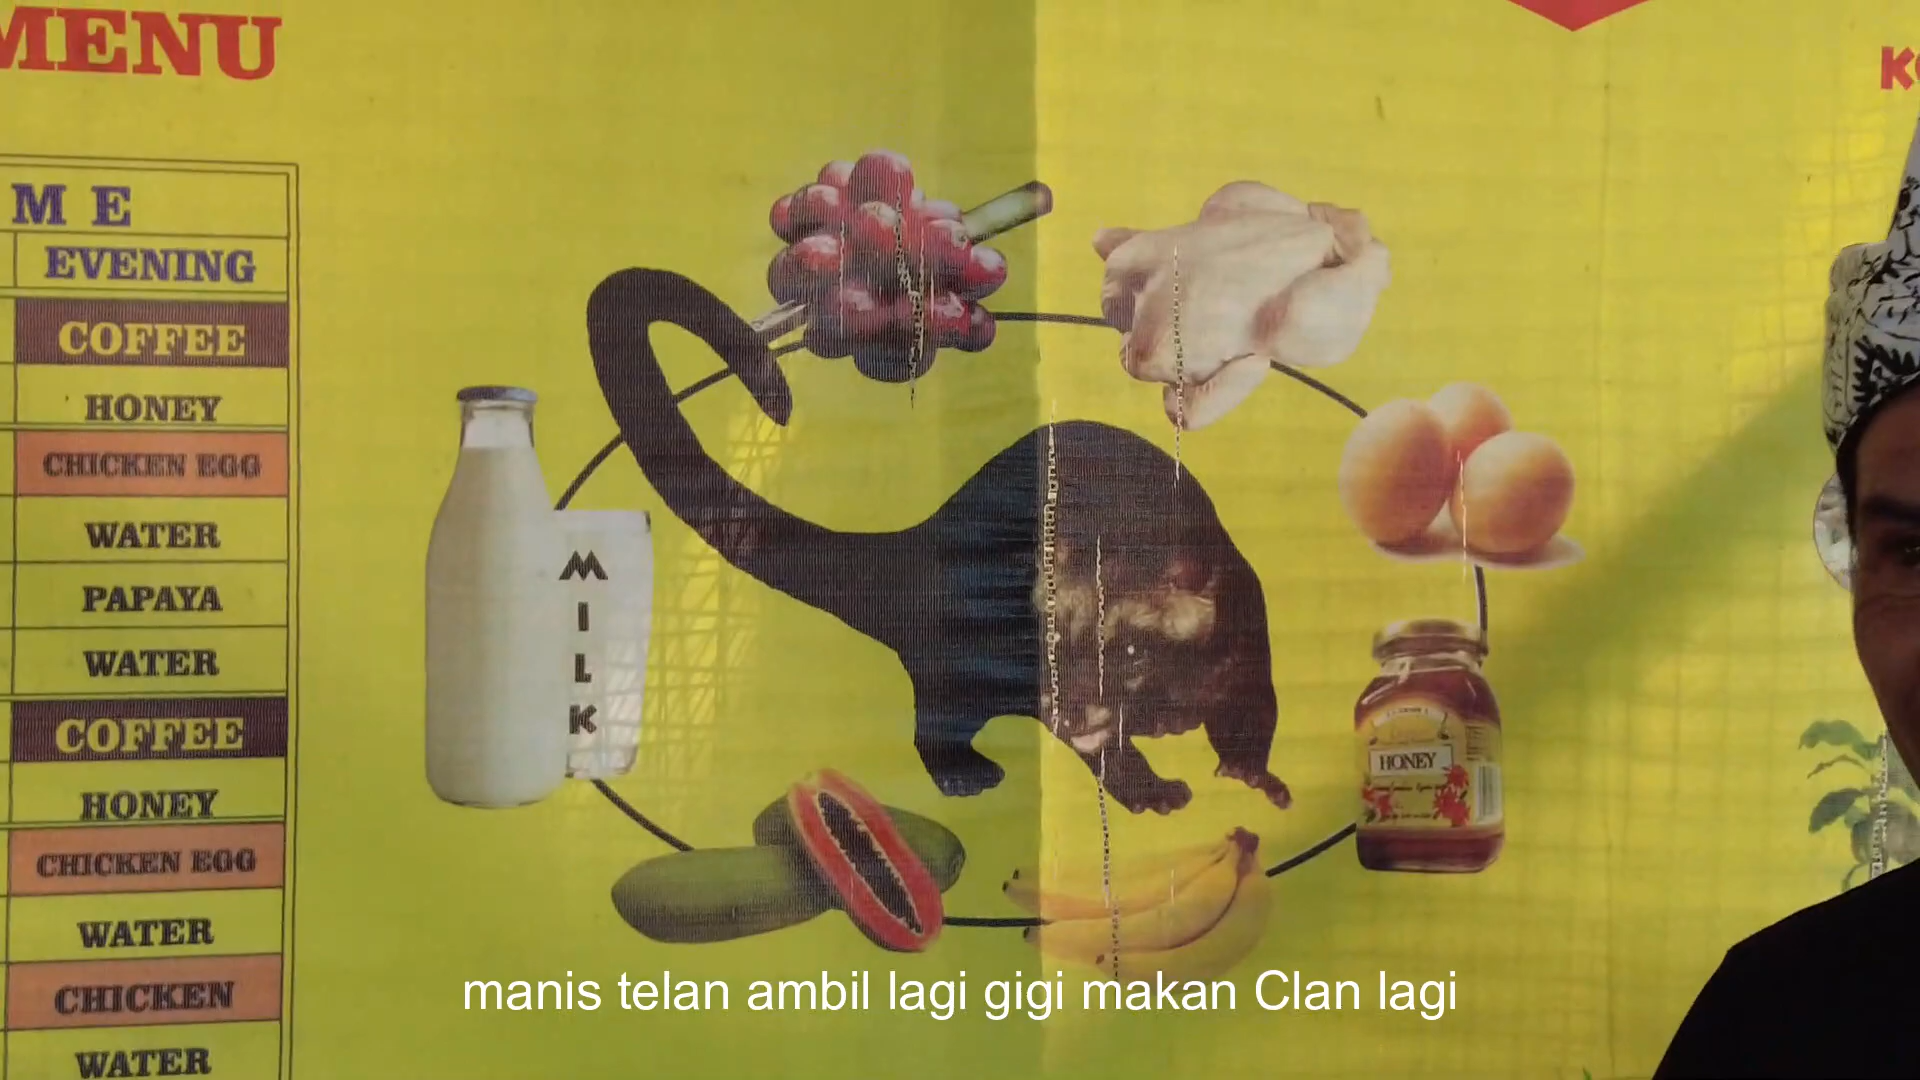 MENU
M E
EVENING
COFFEE
HONEY
CHICKEN EGG
WATER
PAPAYA
WATER
COFFEE
HONEY
CHICKEN EGG
WATER
CHICKEN
WATER
MILK
HONEY
manis telan ambil lagi gigi makan Clan lagi